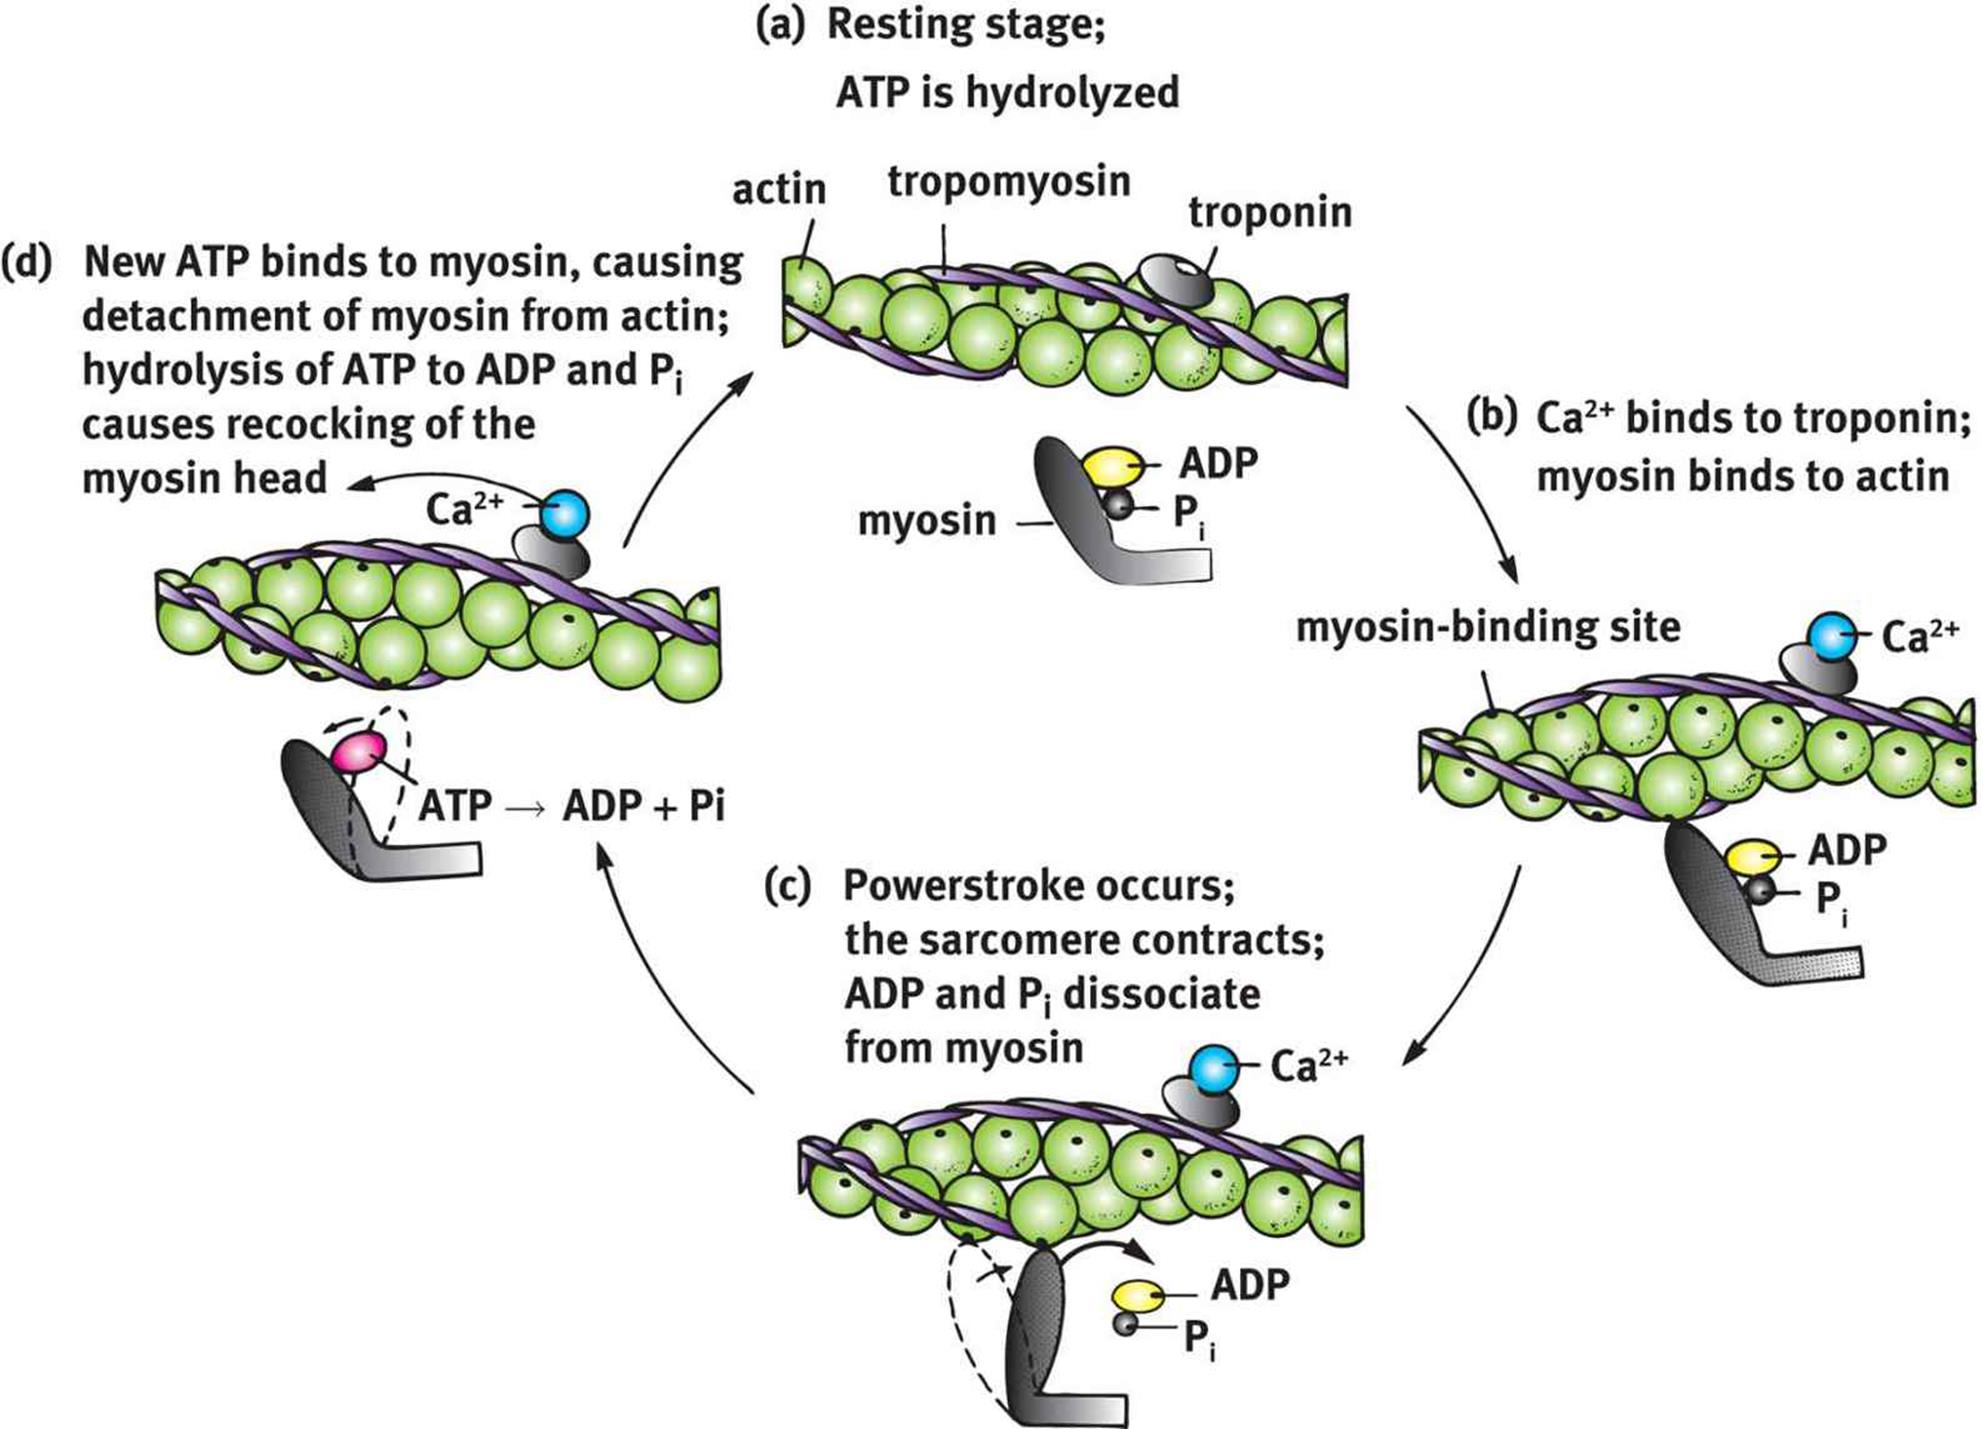 (a) Resting stage;
ATP is hydrolyzed
actin
tropomyosin
troponin
ADP
Pi
myosin
(b) Ca²⁺ binds to troponin;
myosin binds to actin
myosin-binding site
Ca²⁺
ADP
Pi
(c) Powerstroke occurs;
the sarcomere contracts;
ADP and Pi dissociate
from myosin
Ca²⁺
ADP
Pi
(d) New ATP binds to myosin, causing
detachment of myosin from actin;
hydrolysis of ATP to ADP and Pi
causes recocking of the
myosin head
Ca²⁺
ATP → ADP + Pi